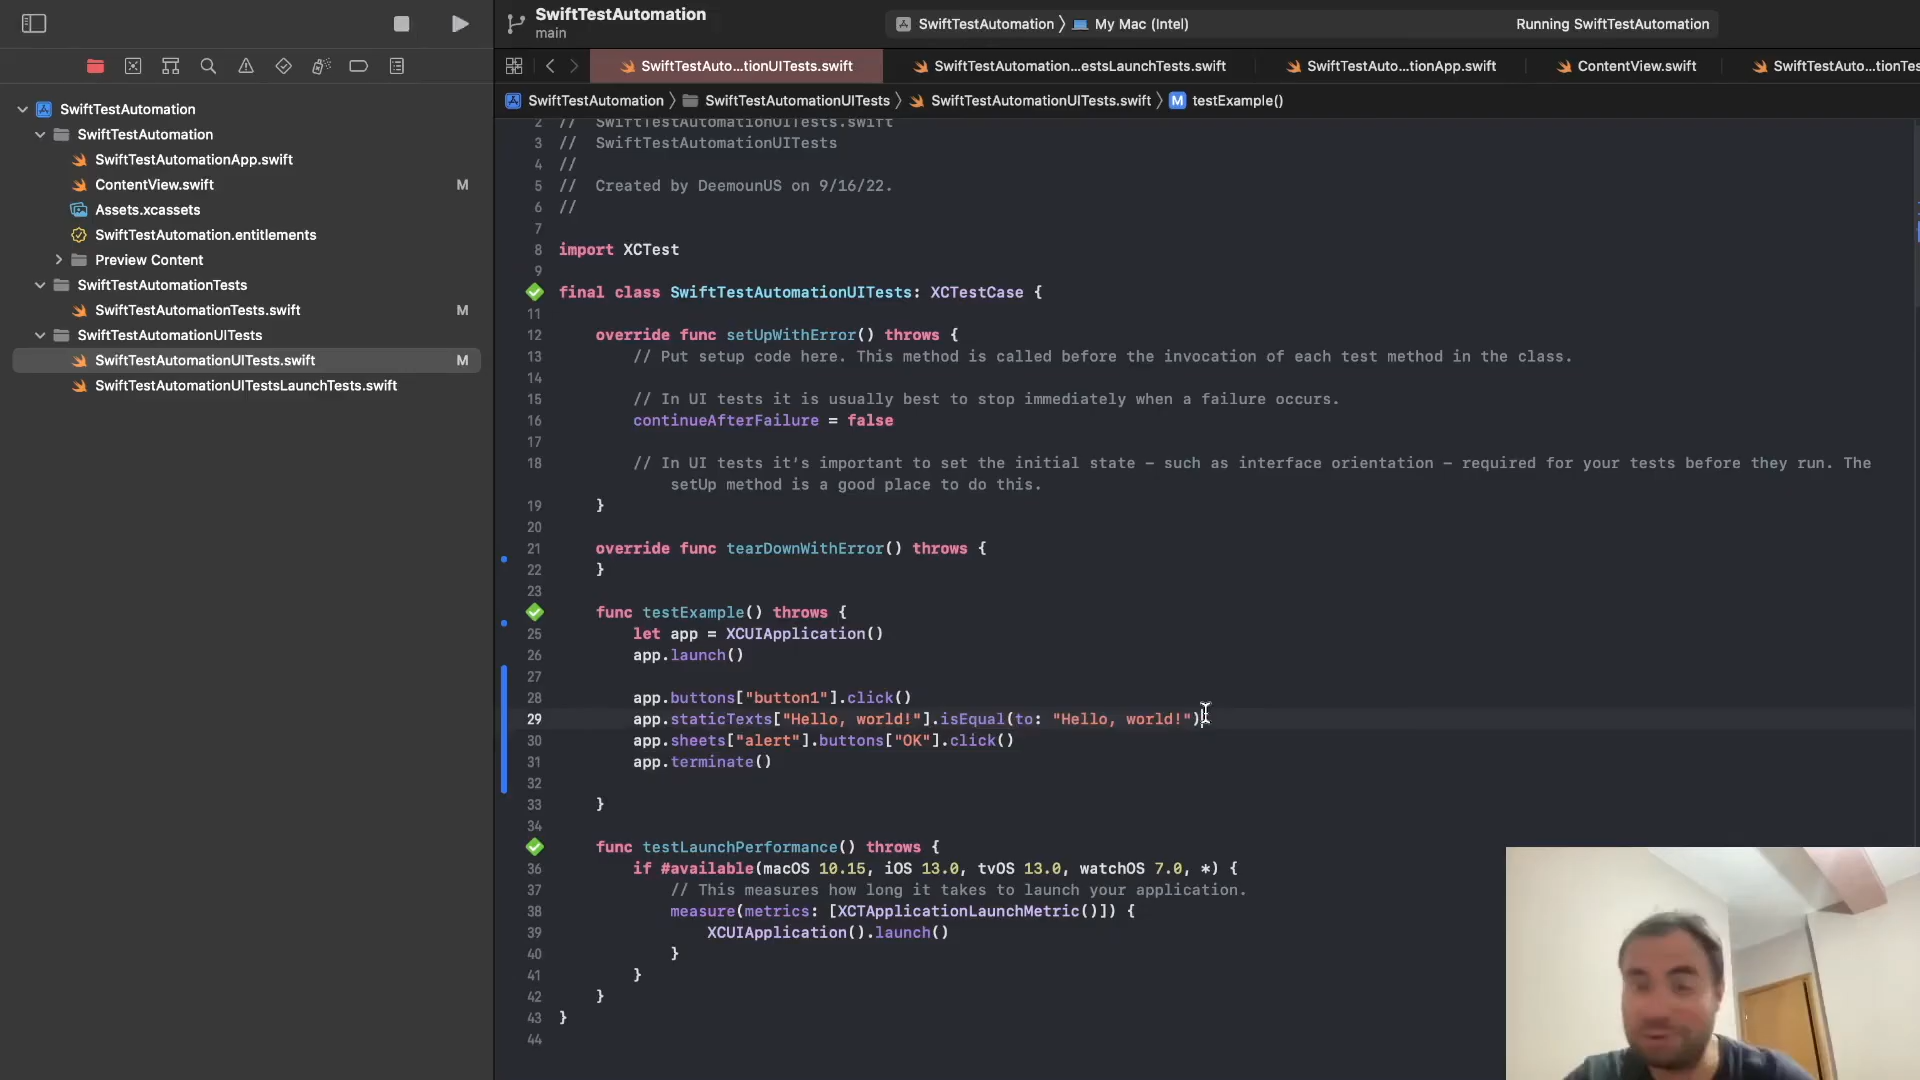 SwiftTestAutomation
main
SwiftTestAutomation 〉 My Mac (Intel)
Running SwiftTestAutomation
SwiftTestAuto...tionUITests.swift
SwiftTestAutomation...estsLaunchTests.swift
SwiftTestAuto...tionApp.swift
ContentView.swift
SwiftTestAuto...tionTes
SwiftTestAutomation 〉 SwiftTestAutomationUITests 〉 SwiftTestAutomationUITests.swift 〉 M testExample()
SwiftTestAutomation
SwiftTestAutomation
SwiftTestAutomationApp.swift
ContentView.swift M
Assets.xcassets
SwiftTestAutomation.entitlements
Preview Content
SwiftTestAutomationTests
SwiftTestAutomationTests.swift M
SwiftTestAutomationUITests
SwiftTestAutomationUITests.swift M
SwiftTestAutomationUITestsLaunchTests.swift
2 //  SwiftTestAutomationUITests.swift
3 //  SwiftTestAutomationUITests
4 //
5 //  Created by DeemounUS on 9/16/22.
6 //
7
8 import XCTest
9
final class SwiftTestAutomationUITests: XCTestCase {
11
12     override func setUpWithError() throws {
13         // Put setup code here. This method is called before the invocation of each test method in the class.
14
15         // In UI tests it is usually best to stop immediately when a failure occurs.
16         continueAfterFailure = false
17
18         // In UI tests it's important to set the initial state – such as interface orientation – required for your tests before they run. The
setUp method is a good place to do this.
19     }
20
21     override func tearDownWithError() throws {
22     }
23
func testExample() throws {
25         let app = XCUIApplication()
26         app.launch()
27
28         app.buttons["button1"].click()
29         app.staticTexts["Hello, world!"].isEqual(to: "Hello, world!")
30         app.sheets["alert"].buttons["OK"].click()
31         app.terminate()
32
33     }
34
func testLaunchPerformance() throws {
36         if #available(macOS 10.15, iOS 13.0, tvOS 13.0, watchOS 7.0, *) {
37             // This measures how long it takes to launch your application.
38             measure(metrics: [XCTApplicationLaunchMetric()]) {
39                 XCUIApplication().launch()
40             }
41         }
42     }
43 }
44